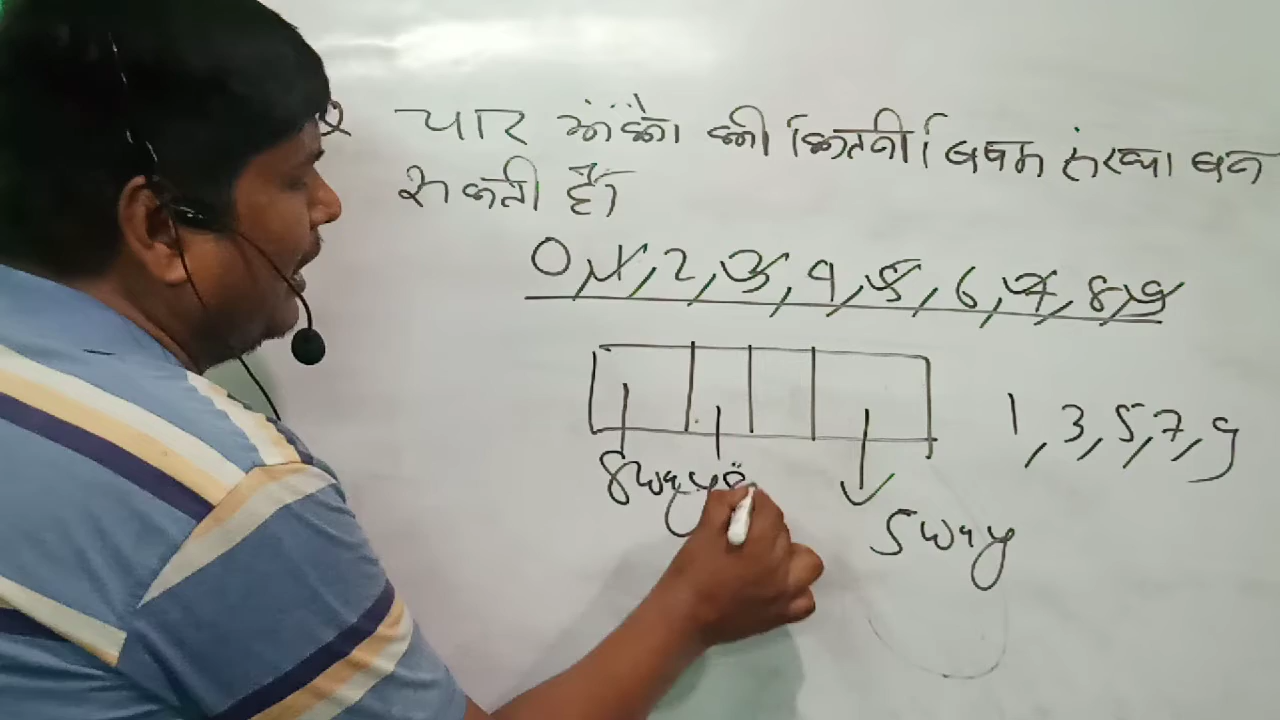 Q चार अंकों की कितनी विषम संख्या बन
सकती है।
0, 1, 2, 3, 4, 5, 6, 7, 8, 9
1, 3, 5, 7, 9
8way 8
5 way